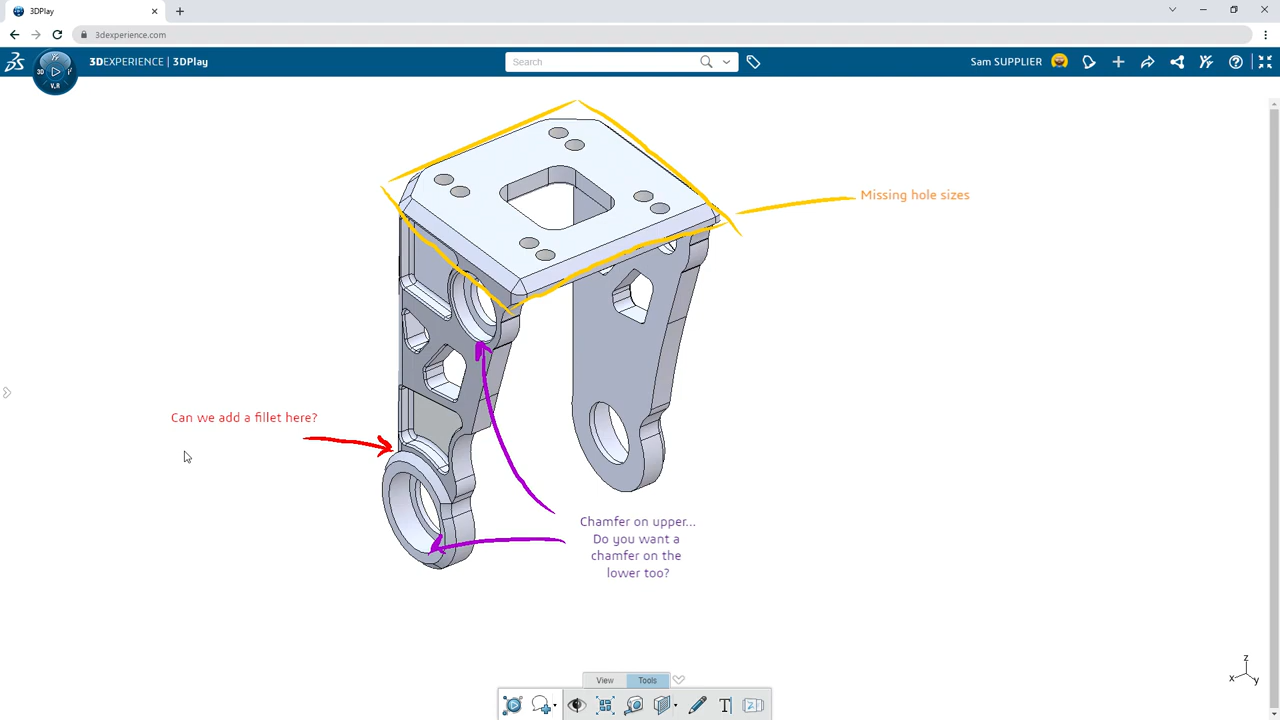 3DPlay
3dexperience.com
3DEXPERIENCE | 3DPlay
Search
Sam SUPPLIER
3D
V.R
Missing hole sizes
Can we add a fillet here?
Chamfer on upper...
Do you want a
chamfer on the
lower too?
z
x
y
View
Tools